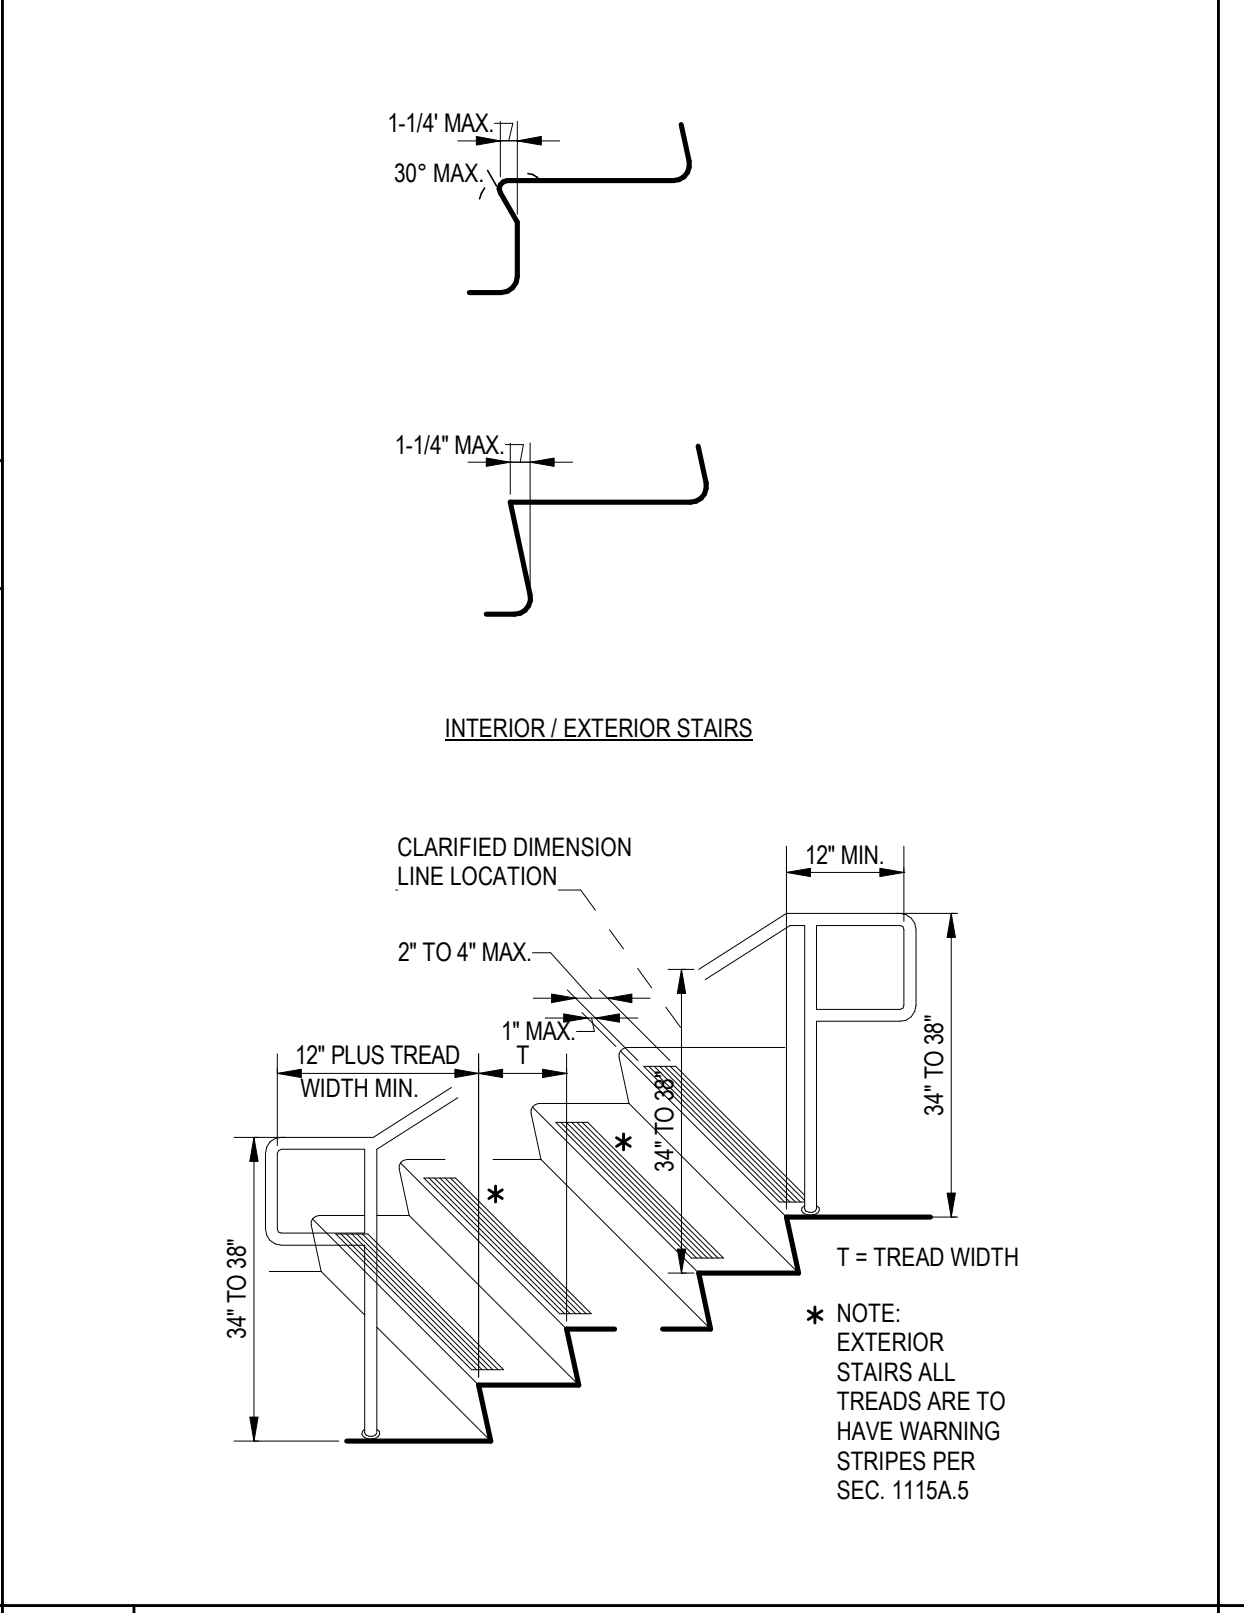 1-1/4' MAX.
30° MAX.
1-1/4" MAX.
INTERIOR / EXTERIOR STAIRS
CLARIFIED DIMENSION
LINE LOCATION
12" MIN.
2" TO 4" MAX.
1" MAX.
12" PLUS TREAD
WIDTH MIN.
T
34" TO 38"
34" TO 38"
34" TO 38"
*
*
T = TREAD WIDTH
* NOTE:
EXTERIOR
STAIRS ALL
TREADS ARE TO
HAVE WARNING
STRIPES PER
SEC. 1115A.5